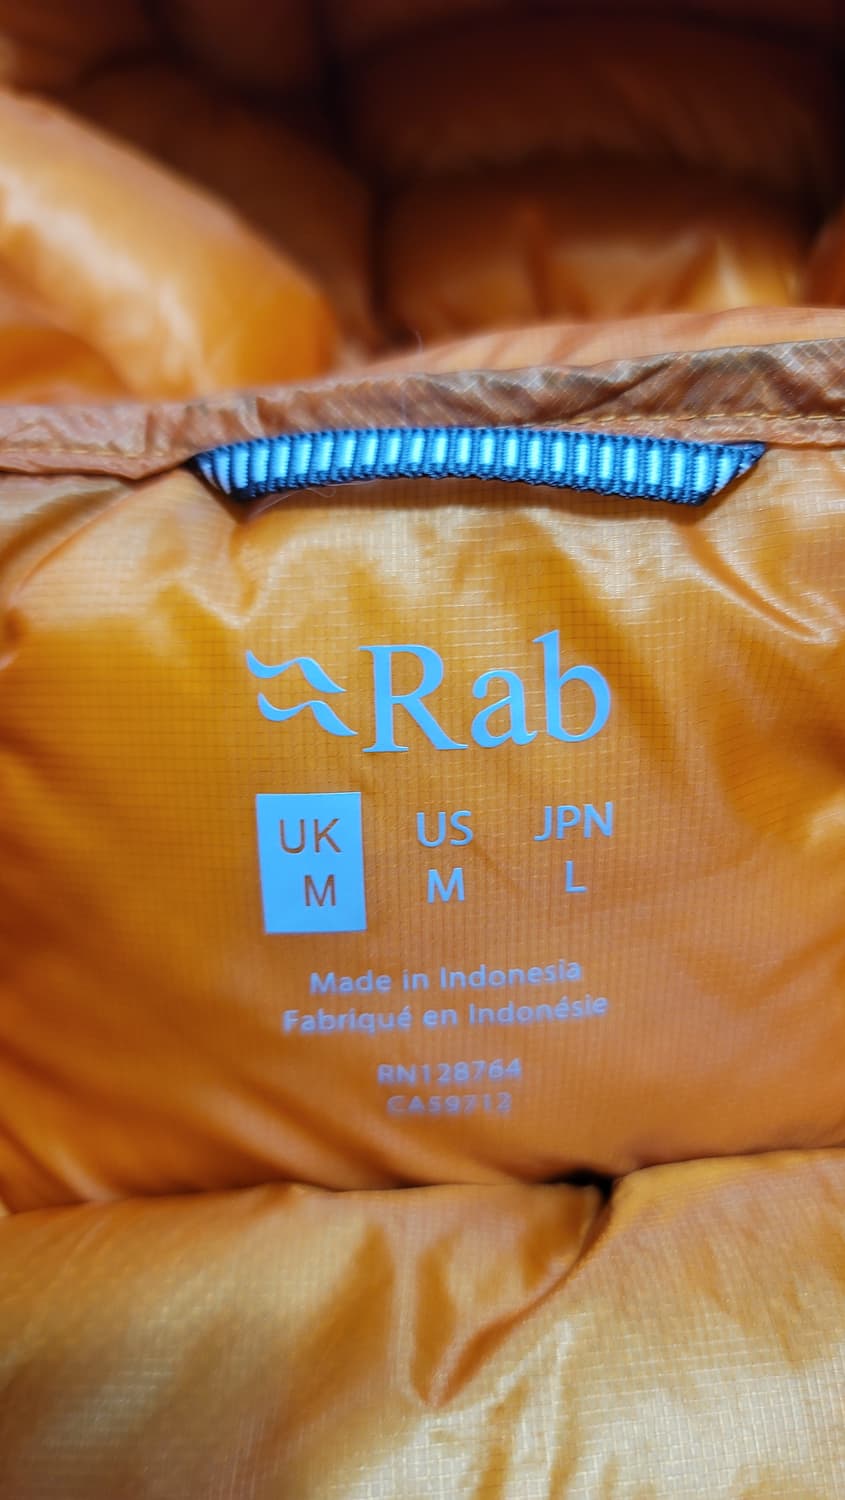 Rab
UK US JPN
M M L
Made in Indonesia
Fabriqué en Indonésie
RN128764
CA59712